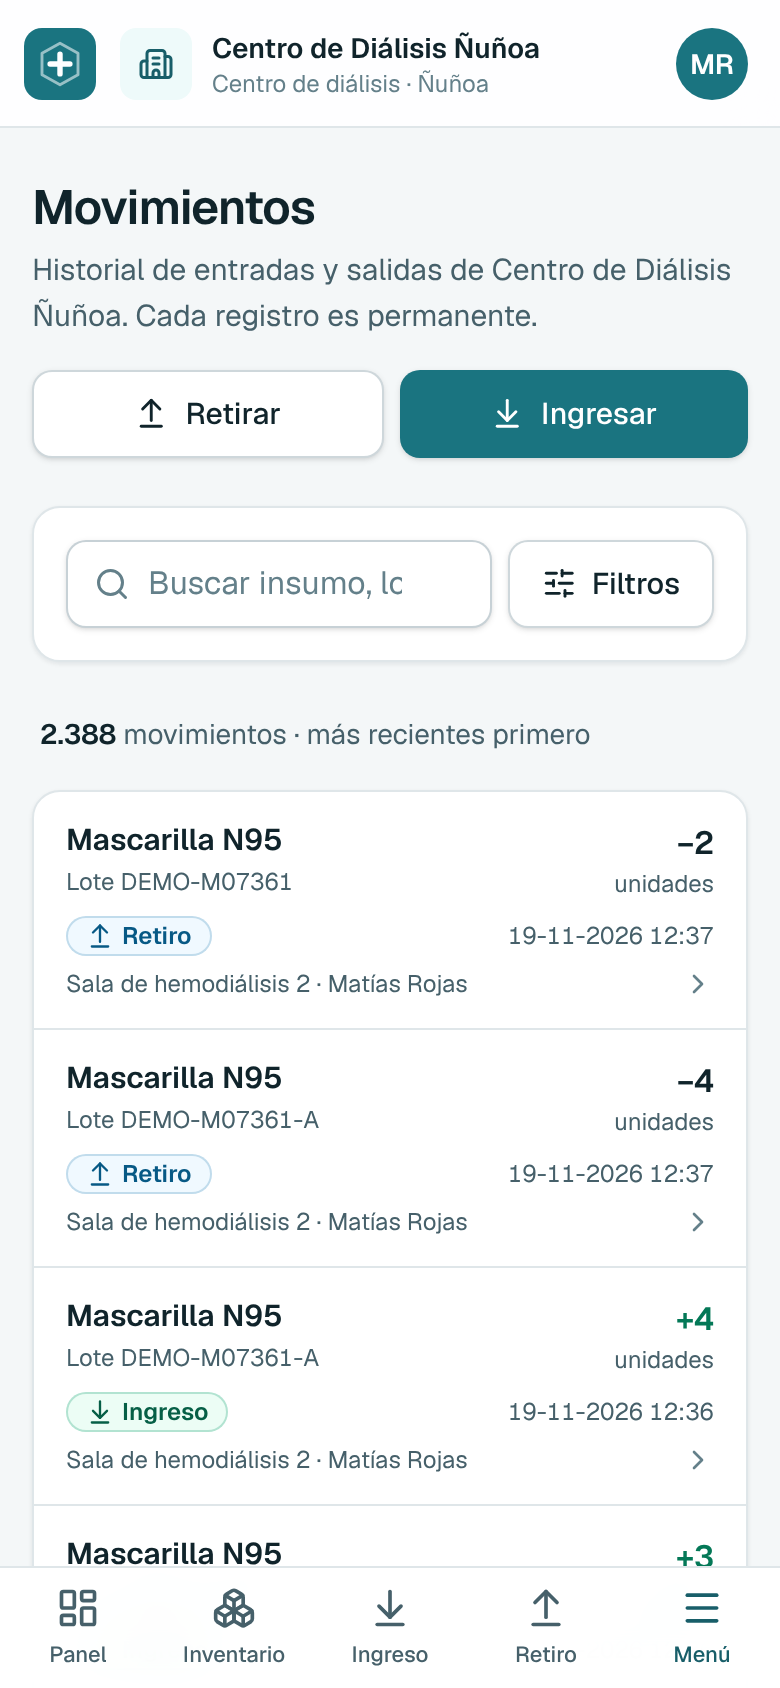 Centro de Diálisis Ñuñoa
Centro de diálisis · Ñuñoa
MR
Movimientos
Historial de entradas y salidas de Centro de Diálisis
Ñuñoa. Cada registro es permanente.
Retirar
Ingresar
Buscar insumo, lo
Filtros
2.388 movimientos · más recientes primero
Mascarilla N95
−2
Lote DEMO-M07361
unidades
Retiro
19-11-2026 12:37
Sala de hemodiálisis 2 · Matías Rojas
Mascarilla N95
−4
Lote DEMO-M07361-A
unidades
Retiro
19-11-2026 12:37
Sala de hemodiálisis 2 · Matías Rojas
Mascarilla N95
+4
Lote DEMO-M07361-A
unidades
Ingreso
19-11-2026 12:36
Sala de hemodiálisis 2 · Matías Rojas
Mascarilla N95
+3
Panel
Inventario
Ingreso
Retiro
Menú